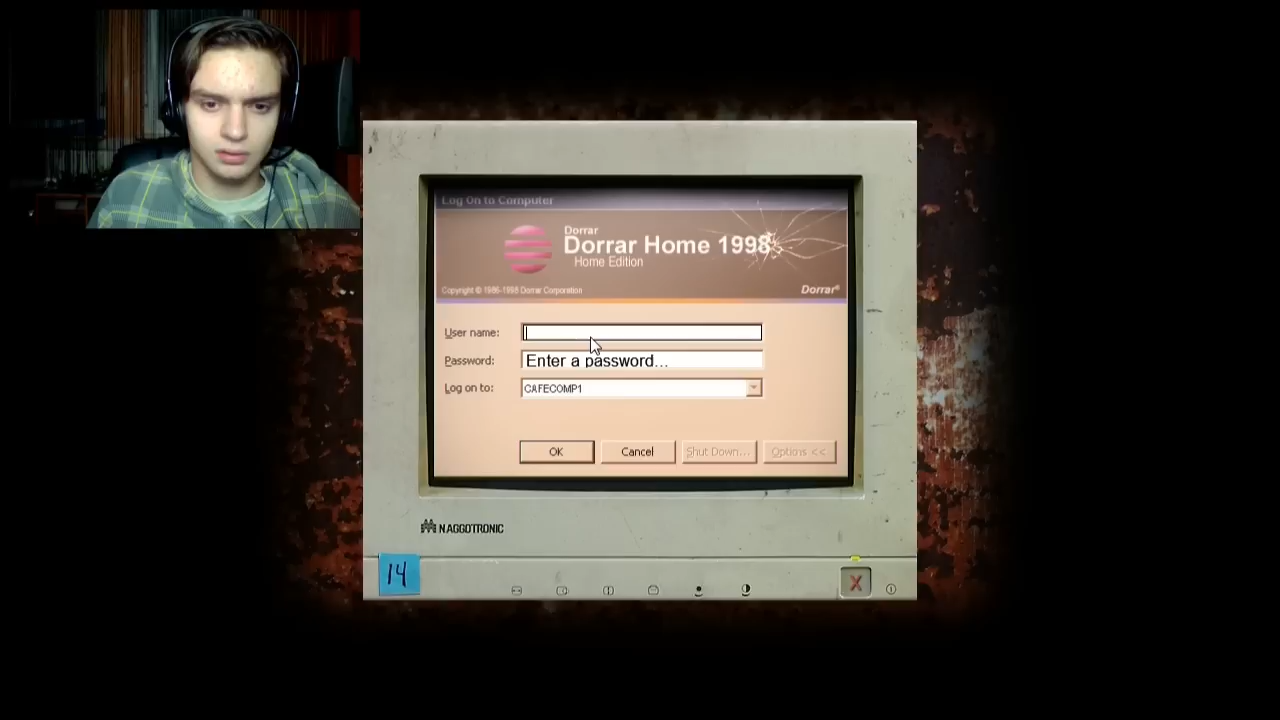 Log On to Computer
Dorrar
Dorrar Home 1998
Home Edition
Copyright © 1986-1998 Dorrar Corporation
Dorrar®
User name:
Password: Enter a password...
Log on to: CAFECOMP1
OK Cancel Shut Down... Options <<
NAGGOTRONIC
14
X